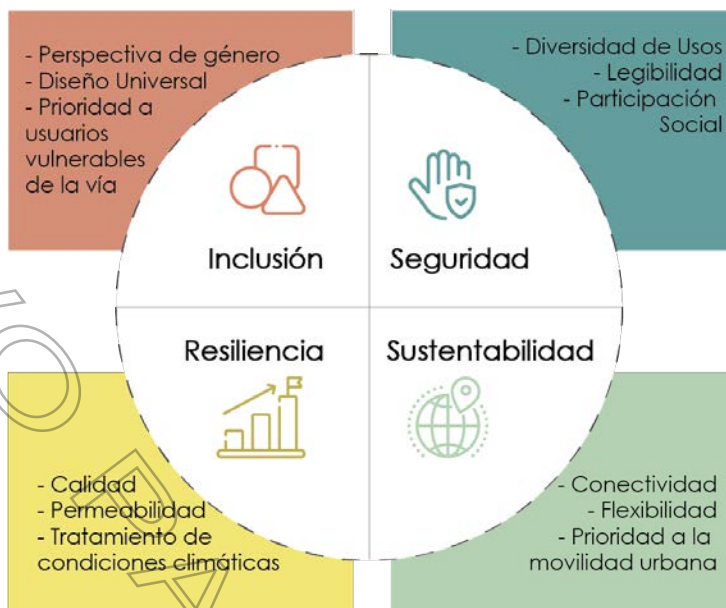 - Perspectiva de género
- Diseño Universal
- Prioridad a
usuarios
vulnerables
de la vía
- Diversidad de Usos
- Legibilidad
- Participación
Social
Inclusión
Seguridad
Resiliencia
Sustentabilidad
- Calidad
- Permeabilidad
- Tratamiento de
condiciones climáticas
- Conectividad
- Flexibilidad
- Prioridad a la
movilidad urbana